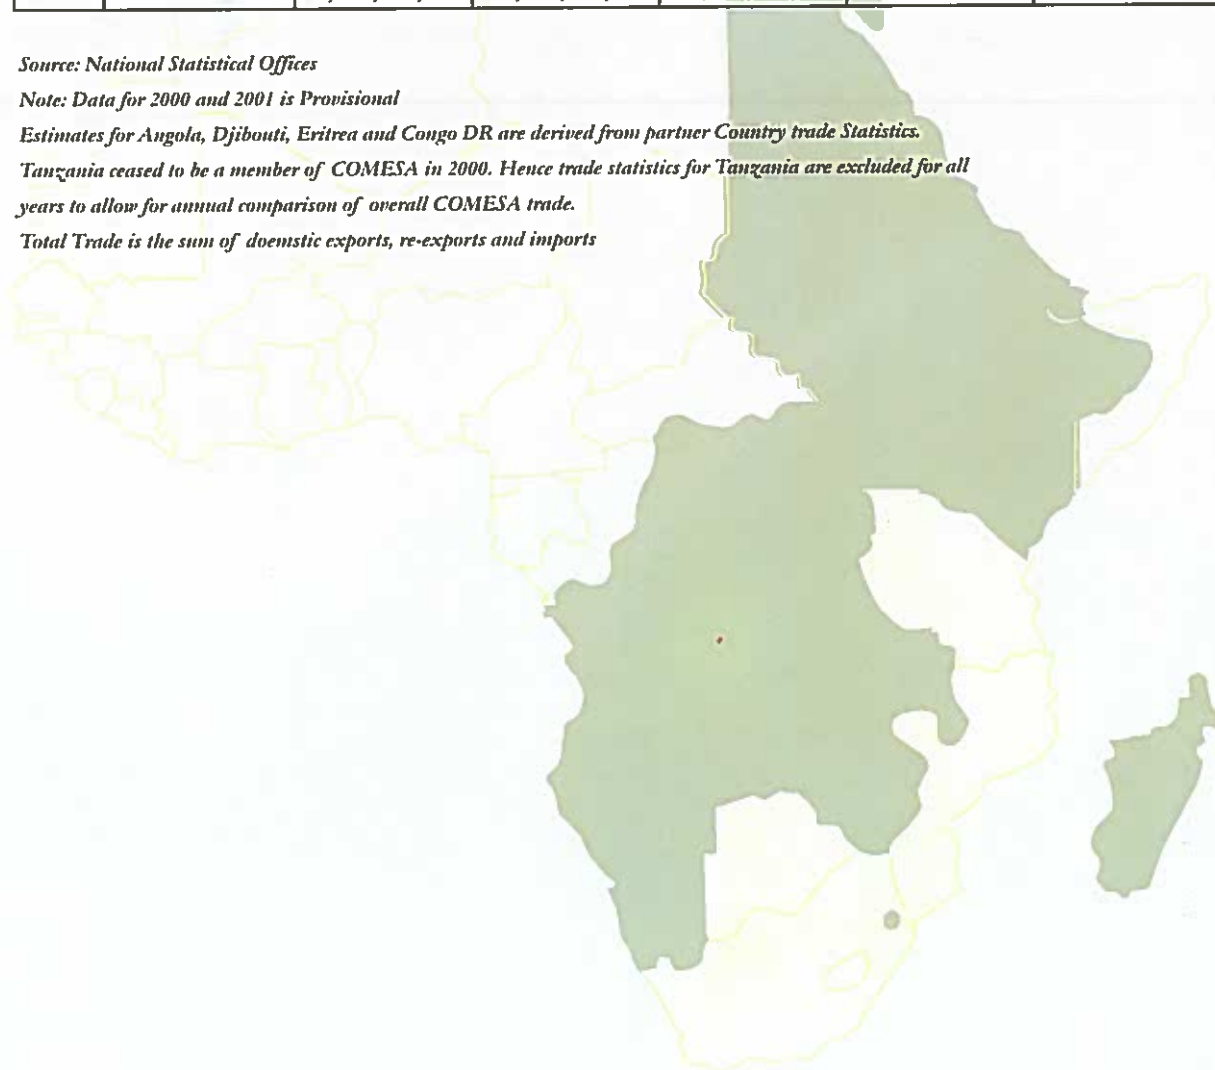 Source: National Statistical Offices
Note: Data for 2000 and 2001 is Provisional
Estimates for Angola, Djibouti, Eritrea and Congo DR are derived from partner Country trade Statistics.
Tanzania ceased to be a member of COMESA in 2000. Hence trade statistics for Tanzania are excluded for all
years to allow for annual comparison of overall COMESA trade.
Total Trade is the sum of doemstic exports, re-exports and imports